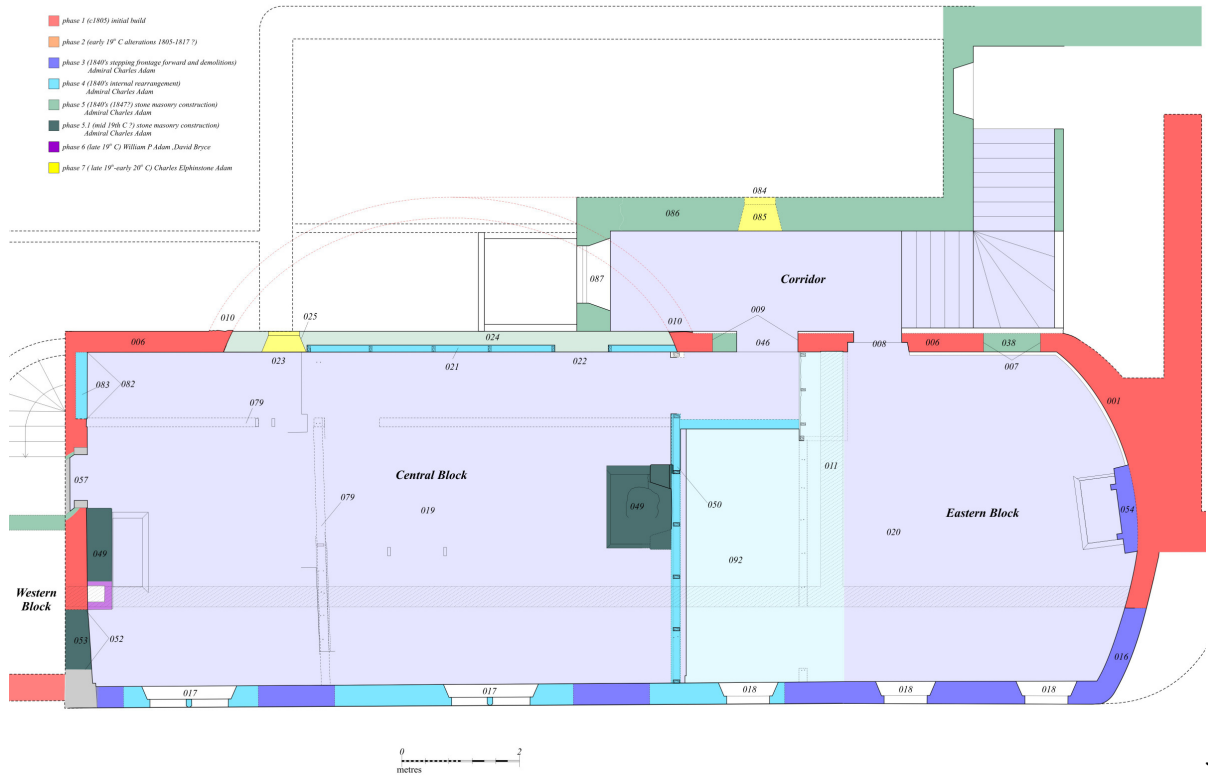 phase 1 (c1805) initial build
phase 2 (early 19th C alterations 1805-1817 ?)
phase 3 (1840's stepping frontage forward and demolitions)
Admiral Charles Adam
phase 4 (1840's internal rearrangement)
Admiral Charles Adam
phase 5 (1840's (1847?) stone masonry construction)
Admiral Charles Adam
phase 5.1 (mid 19th C ?) stone masonry construction)
Admiral Charles Adam
phase 6 (late 19° C) William P Adam ,David Bryce
phase 7 ( late 19°-early 20° C) Charles Elphinstone Adam
084
086
085
087
Corridor
010
025
010
009
006
024
046
008
006
038
023
021
022
007
083
082
001
079
Central Block
011
057
079
049
050
054
019
Eastern Block
020
049
092
Western
Block
053
052
016
017
017
018
018
018
0
2
metres